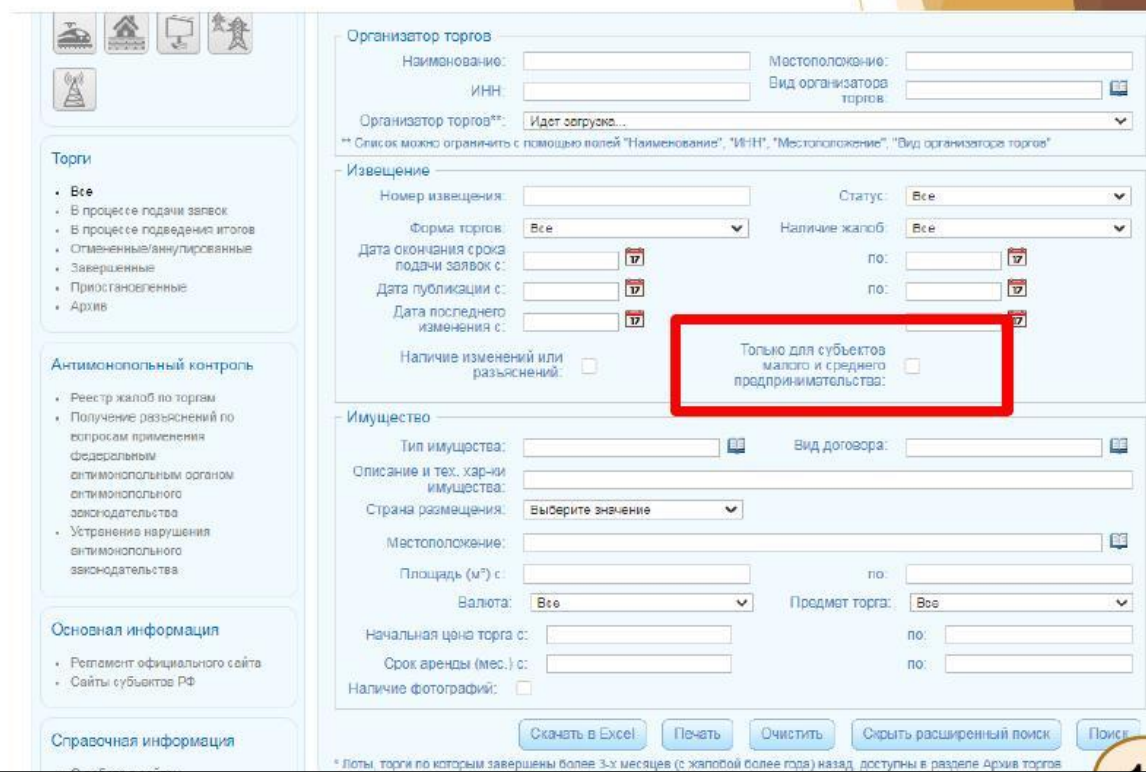 Торги
Все
В процессе подачи заявок
В процессе подведения итогов
Отмененные/аннулированные
Завершенные
Приостановленные
Архив
Антимонопольный контроль
Реестр жалоб по торгам
Получение разъяснений по
вопросам применения
федеральным
антимонопольным органом
антимонопольного
законодательства
Устранение нарушения
антимонопольного
законодательства
Основная информация
Регламент официального сайта
Сайты субъектов РФ
Справочная информация
Организатор торгов
Наименование:
Местоположение:
ИНН:
Вид организатора
торгов:
Организатор торгов**: Идет загрузка...
** Список можно ограничить с помощью полей "Наименование", "ИНН", "Местоположение", "Вид организатора торгов"
Извещение
Номер извещения:
Статус: Все
Форма торгов: Все
Наличие жалоб: Все
Дата окончания срока
подачи заявок с: 17
по: 17
Дата публикации с: 17
по: 17
Дата последнего
изменения с: 17
17
Наличие изменений или
разъяснений:
Только для субъектов
малого и среднего
предпринимательства:
Имущество
Тип имущества:
Вид договора:
Описание и тех. хар-ки
имущества:
Страна размещения: Выберите значение
Местоположение:
Площадь (м²) с:
по:
Валюта: Все
Предмет торга: Все
Начальная цена торга с:
по:
Срок аренды (мес.) с:
по:
Наличие фотографий:
Скачать в Excel
Печать
Очистить
Скрыть расширенный поиск
Поиск
* Лоты, торги по которым завершены более 3-х месяцев (с жалобой более года) назад, доступны в разделе Архив торгов